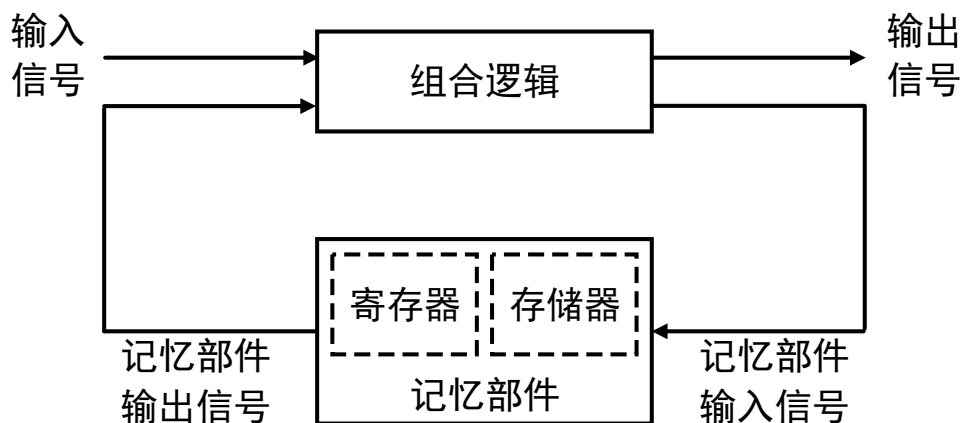 输入
信号
组合逻辑
输出
信号
寄存器
存储器
记忆部件
记忆部件
输出信号
记忆部件
输入信号